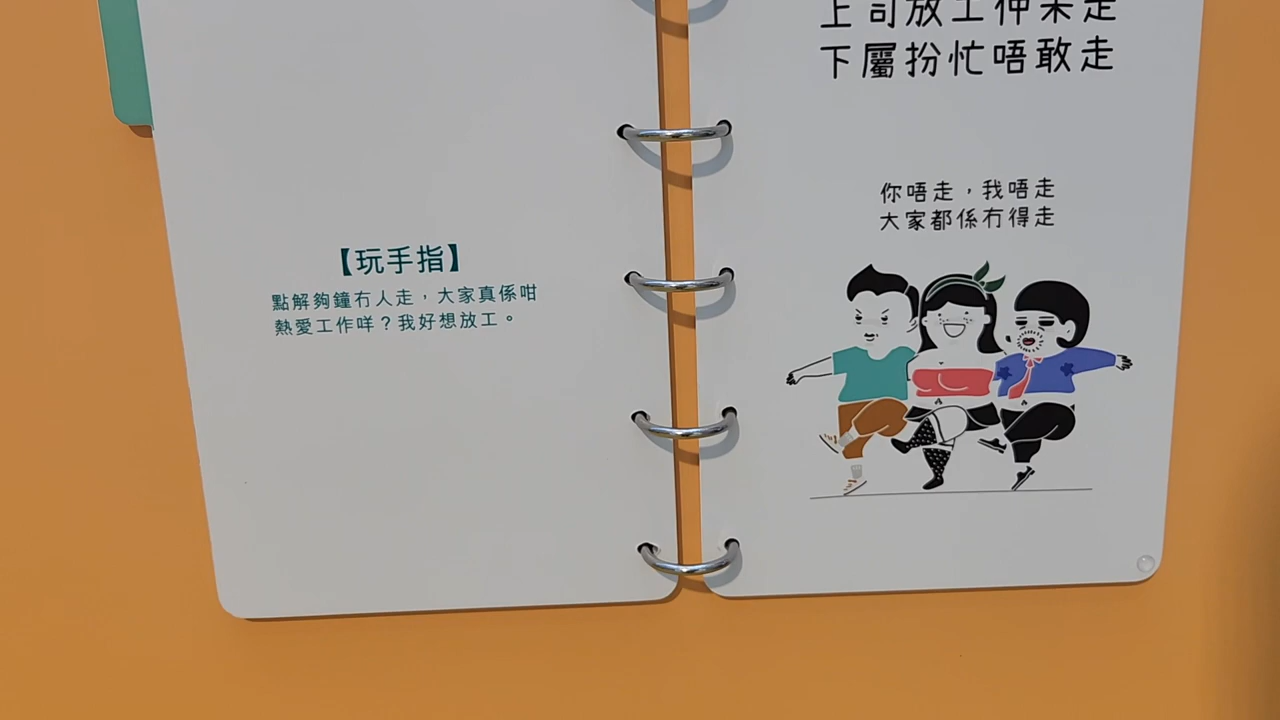 【玩手指】
點解夠鐘冇人走，大家真係咁
熱愛工作咩？我好想放工。
上司放工仲未走
下屬扮忙唔敢走
你唔走，我唔走
大家都係冇得走